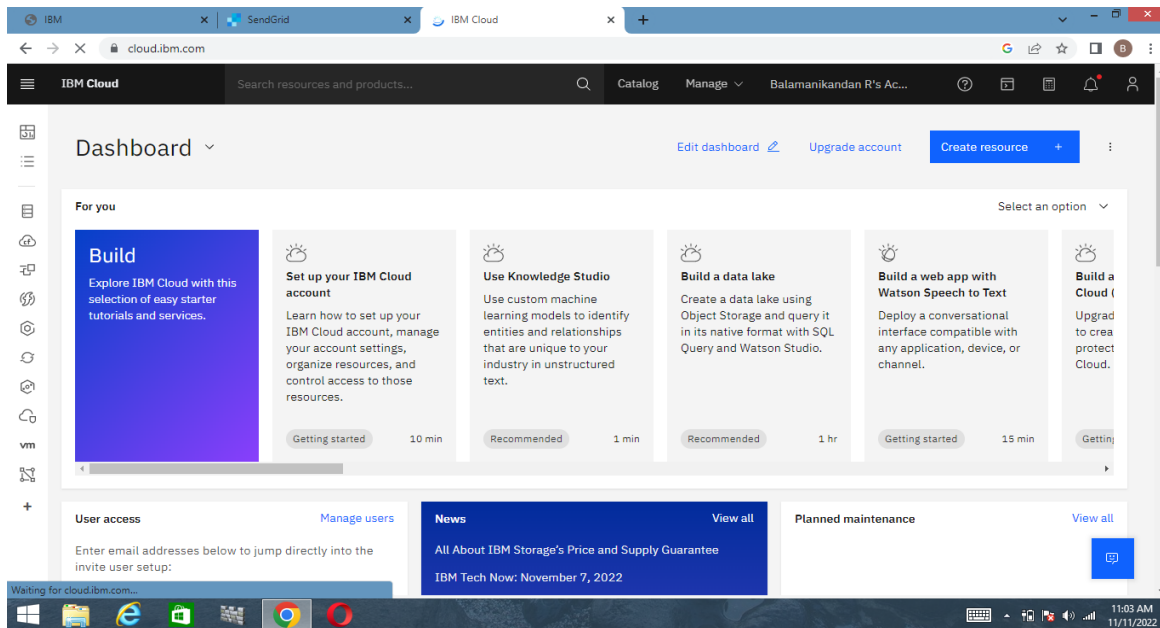 IBM
SendGrid
IBM Cloud
cloud.ibm.com
B
IBM Cloud
Search resources and products...
Catalog
Manage
Balamanikandan R's Ac...
Dashboard
Edit dashboard
Upgrade account
Create resource +
For you
Select an option
Build
Explore IBM Cloud with this
selection of easy starter
tutorials and services.
Set up your IBM Cloud
account
Learn how to set up your
IBM Cloud account, manage
your account settings,
organize resources, and
control access to those
resources.
Getting started
10 min
Use Knowledge Studio
Use custom machine
learning models to identify
entities and relationships
that are unique to your
industry in unstructured
text.
Recommended
1 min
Build a data lake
Create a data lake using
Object Storage and query it
in its native format with SQL
Query and Watson Studio.
Recommended
1 hr
Build a web app with
Watson Speech to Text
Deploy a conversational
interface compatible with
any application, device, or
channel.
Getting started
15 min
Build a
Cloud (
Upgrad
to crea
protect
Cloud.
Getting
vm
User access
Manage users
Enter email addresses below to jump directly into the
invite user setup:
News
View all
All About IBM Storage's Price and Supply Guarantee
IBM Tech Now: November 7, 2022
Planned maintenance
View all
Waiting for cloud.ibm.com...
11:03 AM
11/11/2022